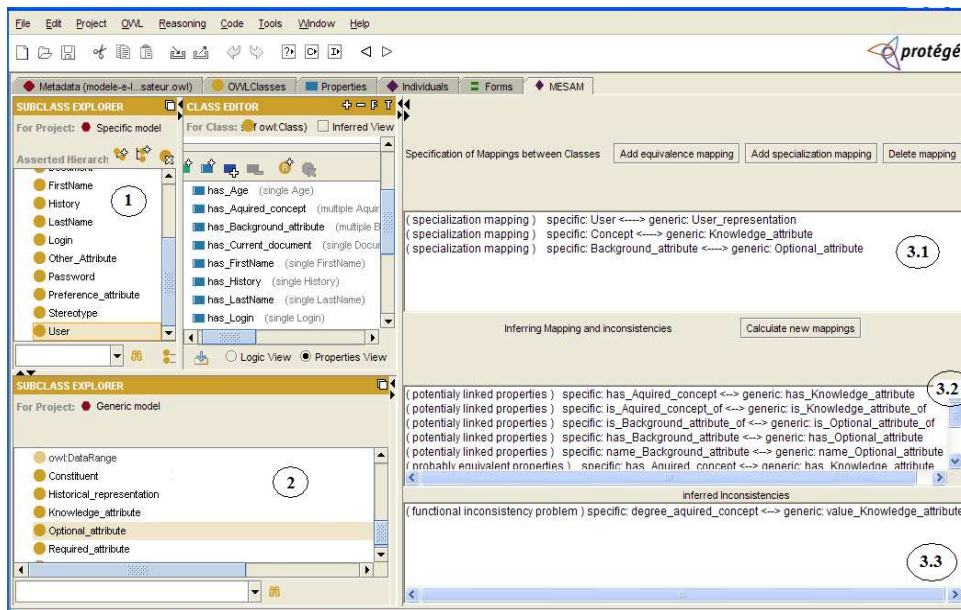 File Edit Project OWL Reasoning Code Tools Window Help
protégé
Metadata (modele-e-l...sateur.owl) OWLClasses Properties Individuals Forms MESAM
SUBCLASS EXPLORER
For Project: Specific model
Asserted Hierarch
FirstName
History
LastName
Login
Other_Attribute
Password
Preference_attribute
Stereotype
User
1
CLASS EDITOR
For Class: f owl:Class) Inferred View
has_Age (single Age)
has_Aquired_concept (multiple Aquir
has_Background_attribute (multiple B
has_Current_document (single Docu
has_FirstName (single FirstName)
has_History (single History)
has_LastName (single LastName)
has_Login (single Login)
Logic View Properties View
SUBCLASS EXPLORER
For Project: Generic model
owl:DataRange
Constituent
Historical_representation
Knowledge_attribute
Optional_attribute
Required_attribute
2
Specification of Mappings between Classes Add equivalence mapping Add specialization mapping Delete mapping
( specialization mapping ) specific: User <----> generic: User_representation
( specialization mapping ) specific: Concept <----> generic: Knowledge_attribute
( specialization mapping ) specific: Background_attribute <----> generic: Optional_attribute
3.1
Inferring Mapping and inconsistencies Calculate new mappings
3.2
( potentialy linked properties ) specific: has_Aquired_concept <--> generic: has_Knowledge_attribute
( potentialy linked properties ) specific: is_Aquired_concept_of <--> generic: is_Knowledge_attribute_of
( potentialy linked properties ) specific: is_Background_attribute_of <--> generic: is_Optional_attribute_of
( potentialy linked properties ) specific: has_Background_attribute <--> generic: has_Optional_attribute
( potentialy linked properties ) specific: name_Background_attribute <--> generic: name_Optional_attribute
( probably equivalent properties ) specific: has_Aquired_concept <--> generic: has_Knowledge_attribute
inferred Inconsistencies
( functional inconsistency problem ) specific: degree_aquired_concept <--> generic: value_Knowledge_attribute
3.3